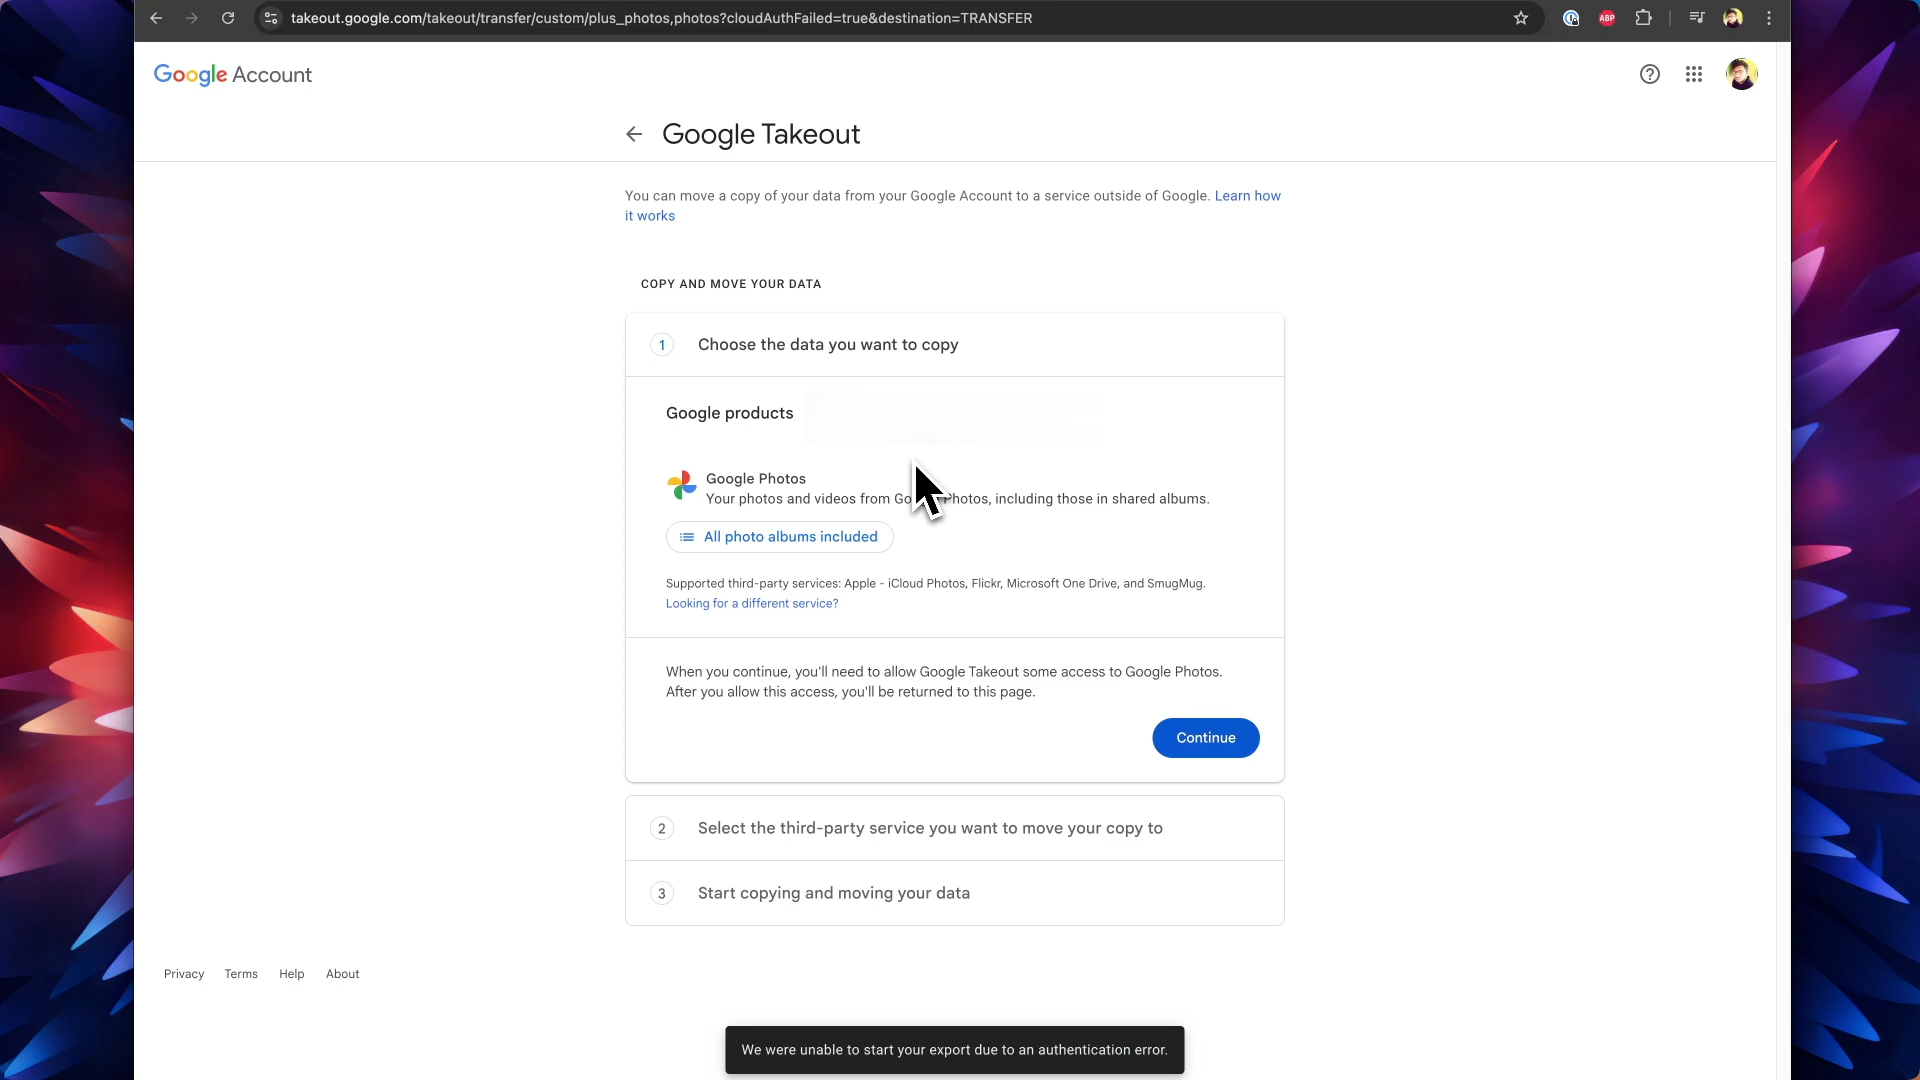 takeout.google.com/takeout/transfer/custom/plus_photos,photos?cloudAuthFailed=true&destination=TRANSFER
ABP
Google Account
Google Takeout
You can move a copy of your data from your Google Account to a service outside of Google. Learn how
it works
COPY AND MOVE YOUR DATA
1 Choose the data you want to copy
Google products
Google Photos
Your photos and videos from Go Photos, including those in shared albums.
All photo albums included
Supported third-party services: Apple - iCloud Photos, Flickr, Microsoft One Drive, and SmugMug.
Looking for a different service?
When you continue, you'll need to allow Google Takeout some access to Google Photos.
After you allow this access, you'll be returned to this page.
Continue
2 Select the third-party service you want to move your copy to
3 Start copying and moving your data
Privacy Terms Help About
We were unable to start your export due to an authentication error.